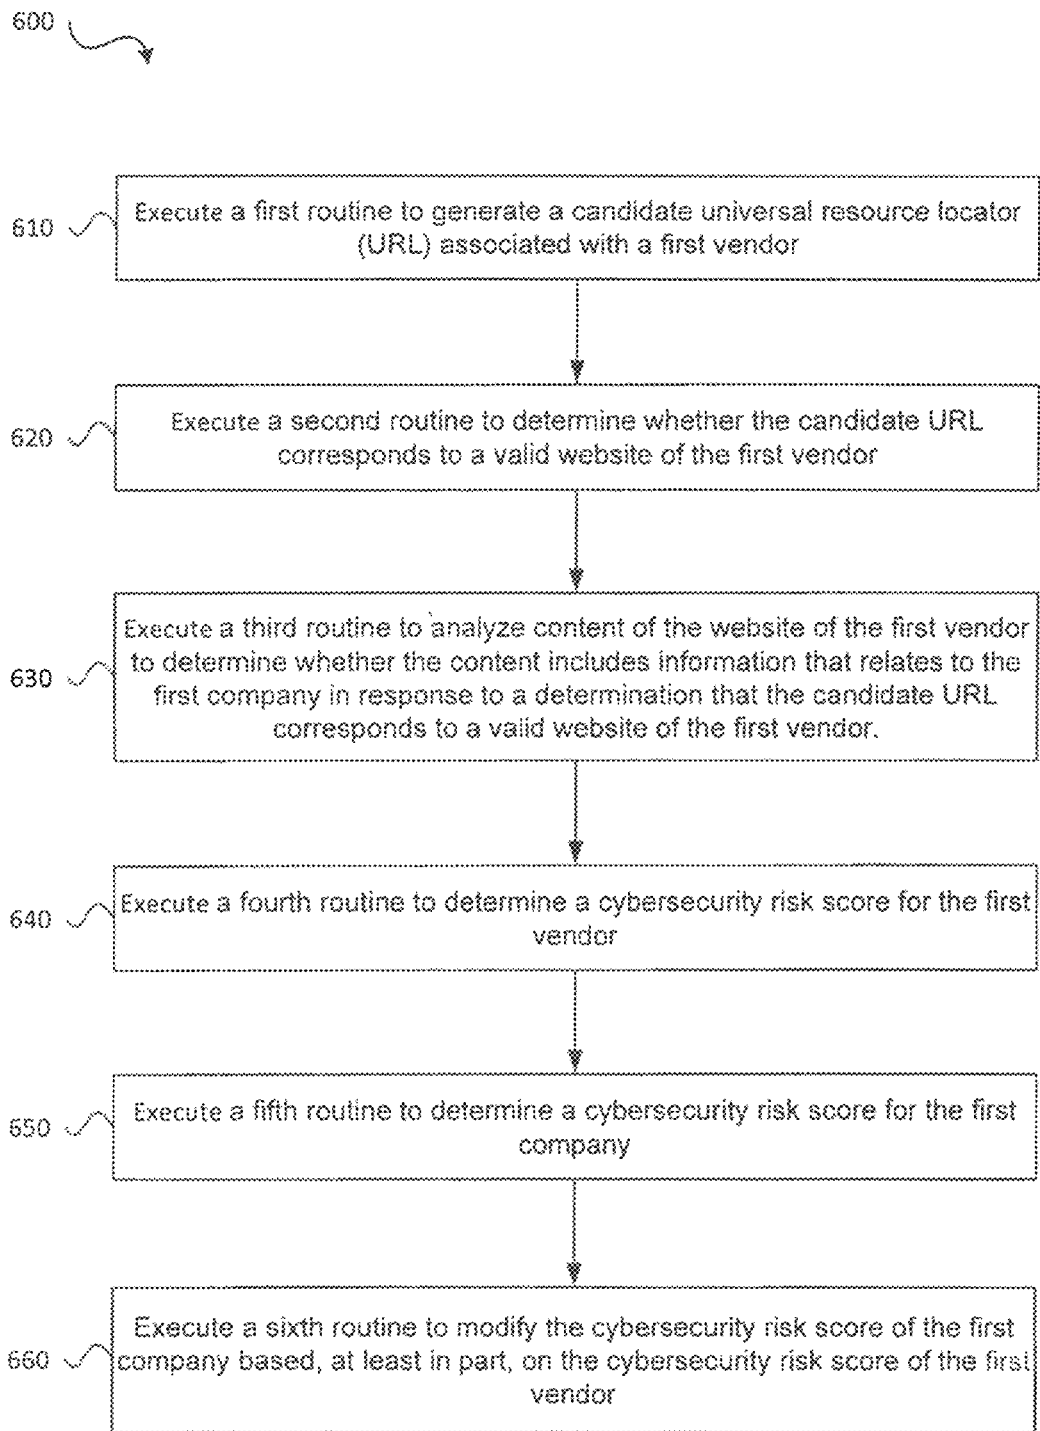 600
610
Execute a first routine to generate a candidate universal resource locator
(URL) associated with a first vendor
620
Execute a second routine to determine whether the candidate URL
corresponds to a valid website of the first vendor
630
Execute a third routine to analyze content of the website of the first vendor
to determine whether the content includes information that relates to the
first company in response to a determination that the candidate URL
corresponds to a valid website of the first vendor.
640
Execute a fourth routine to determine a cybersecurity risk score for the first
vendor
650
Execute a fifth routine to determine a cybersecurity risk score for the first
company
660
Execute a sixth routine to modify the cybersecurity risk score of the first
company based, at least in part, on the cybersecurity risk score of the first
vendor